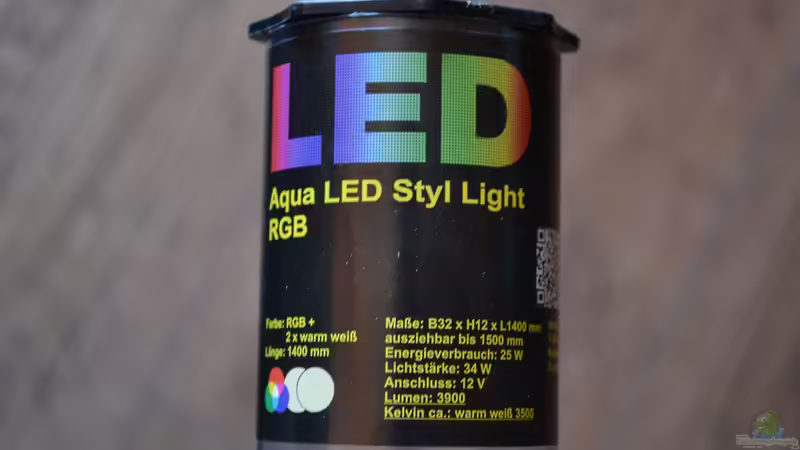 LED
Aqua LED Styl Light
RGB
Farbe: RGB +
2 x warm weiß
Länge: 1400 mm
Maße: B32 x H12 x L1400 mm
ausziehbar bis 1500 mm
Energieverbrauch: 25 W
Lichtstärke: 34 W
Anschluss: 12 V
Lumen: 3900
Kelvin ca.: warm weiß 3500